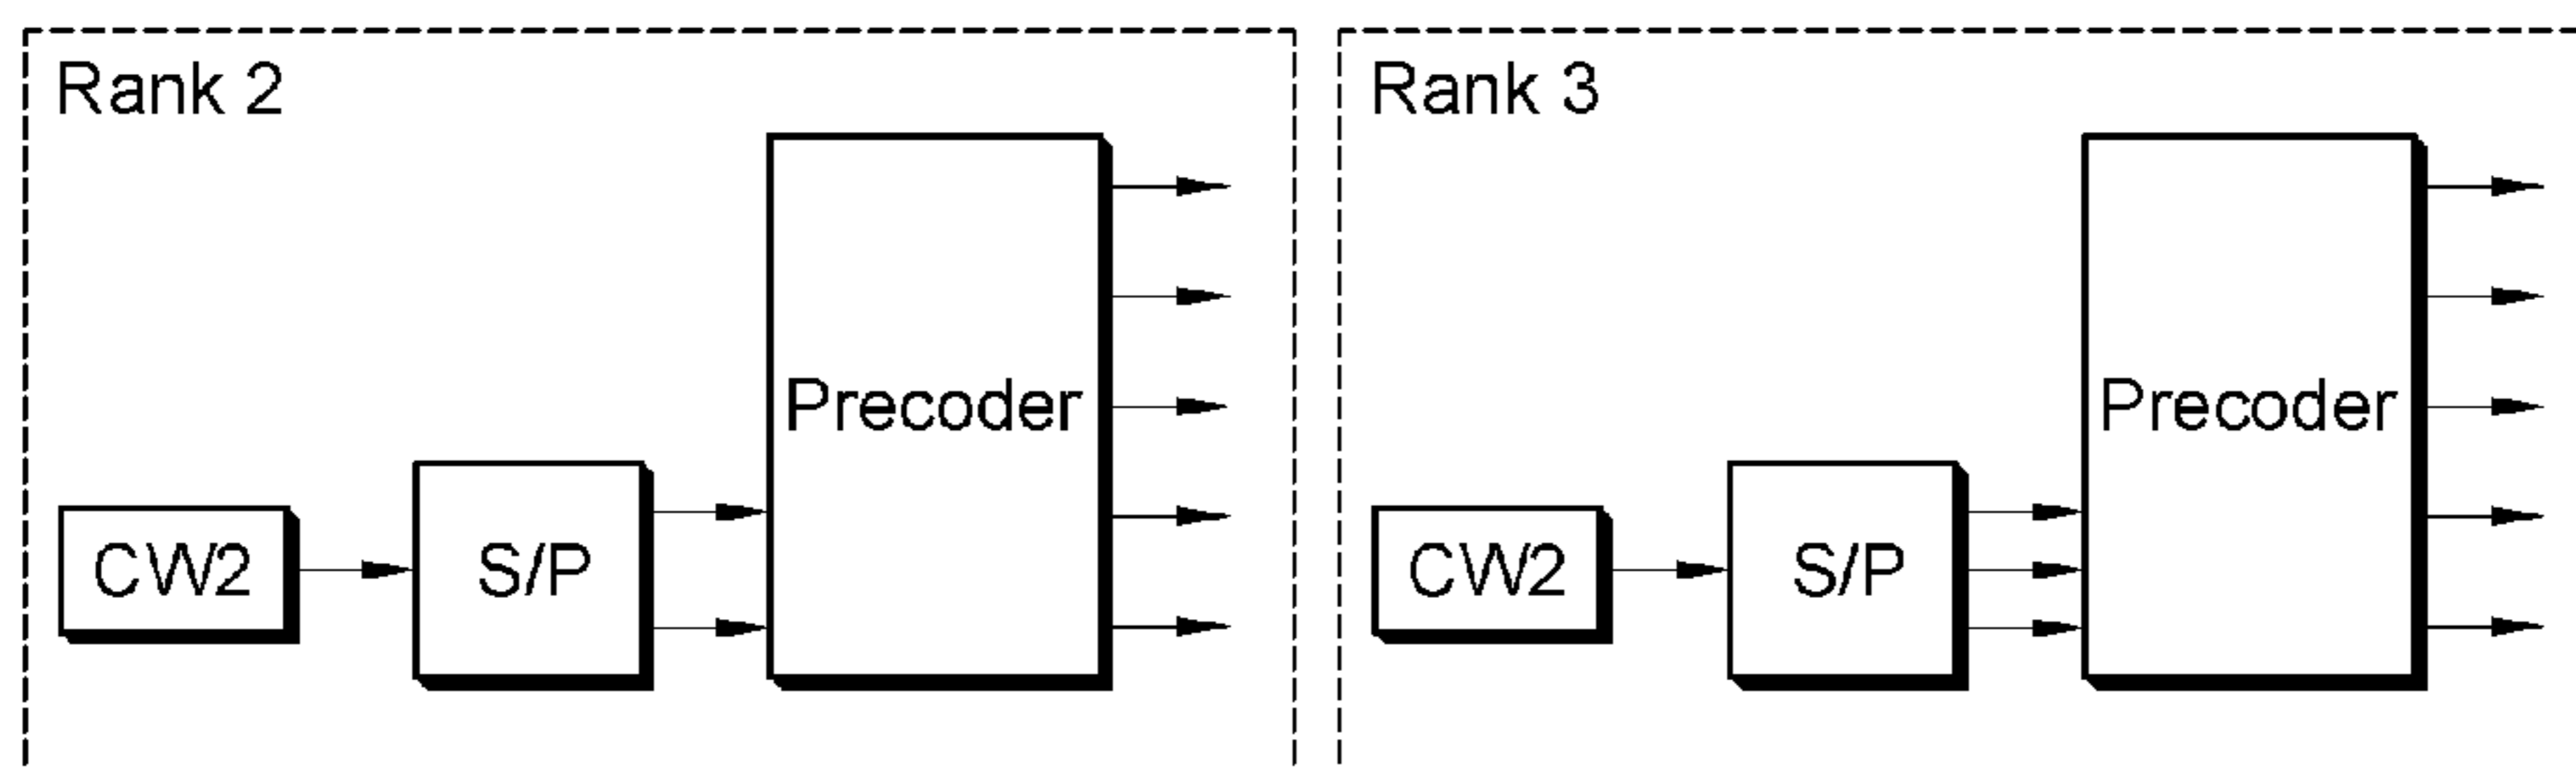 Rank 2
Precoder
CW2
S/P
Rank 3
Precoder
CW2
S/P